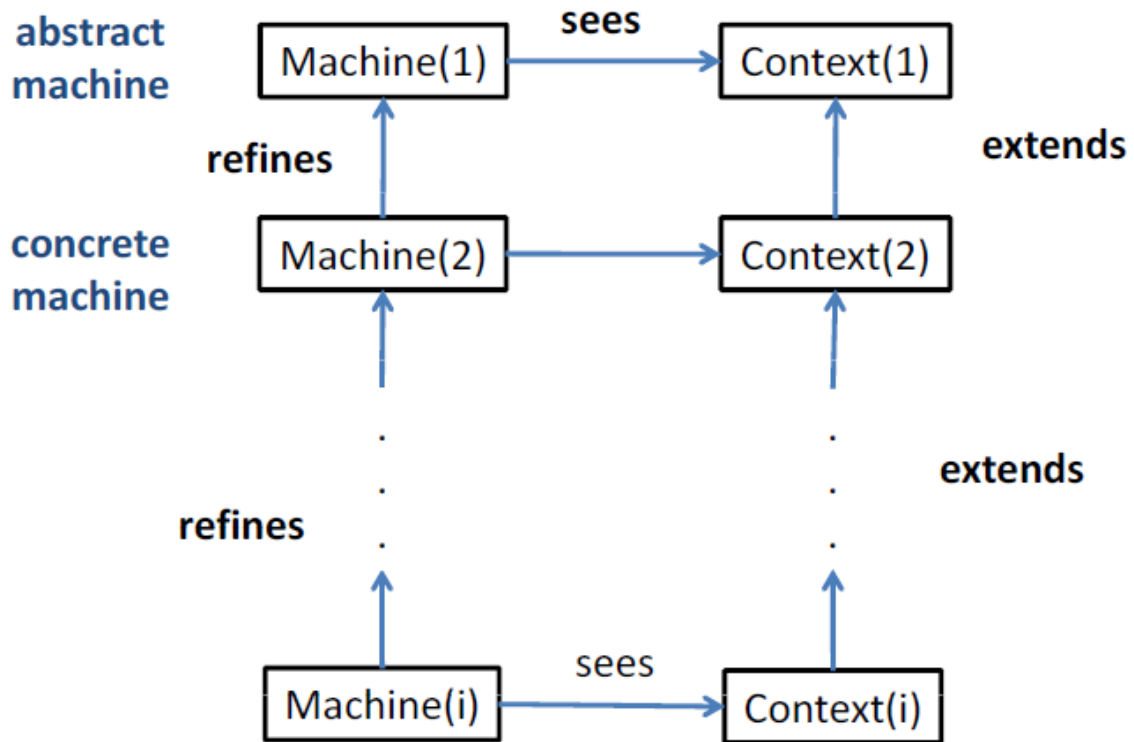 sees
abstract
machine
Machine(1)
Context(1)
refines
extends
concrete
machine
Machine(2)
Context(2)
.
.
.
.
.
.
extends
refines
sees
Machine(i)
Context(i)